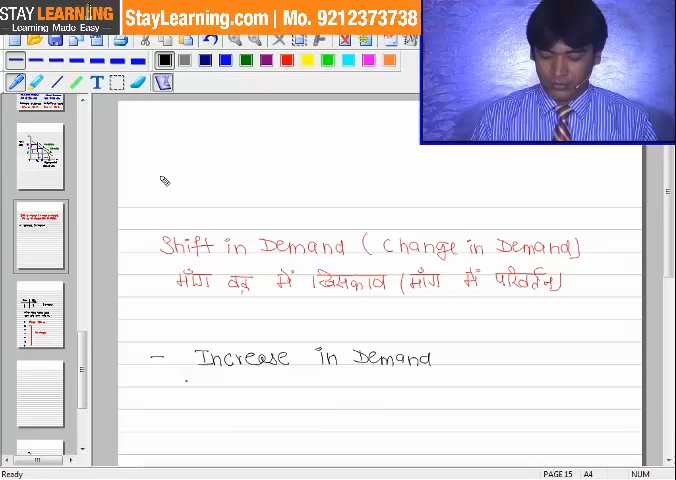 STAY LEARNING
Learning Made Easy
StayLearning.com | Mo. 9212373738
Shift in Demand ( Change in Demand)
माँग वक्र में खिसकाव (माँग में परिवर्तन)
- Increase in Demand
Ready
PAGE 15 A4 NUM